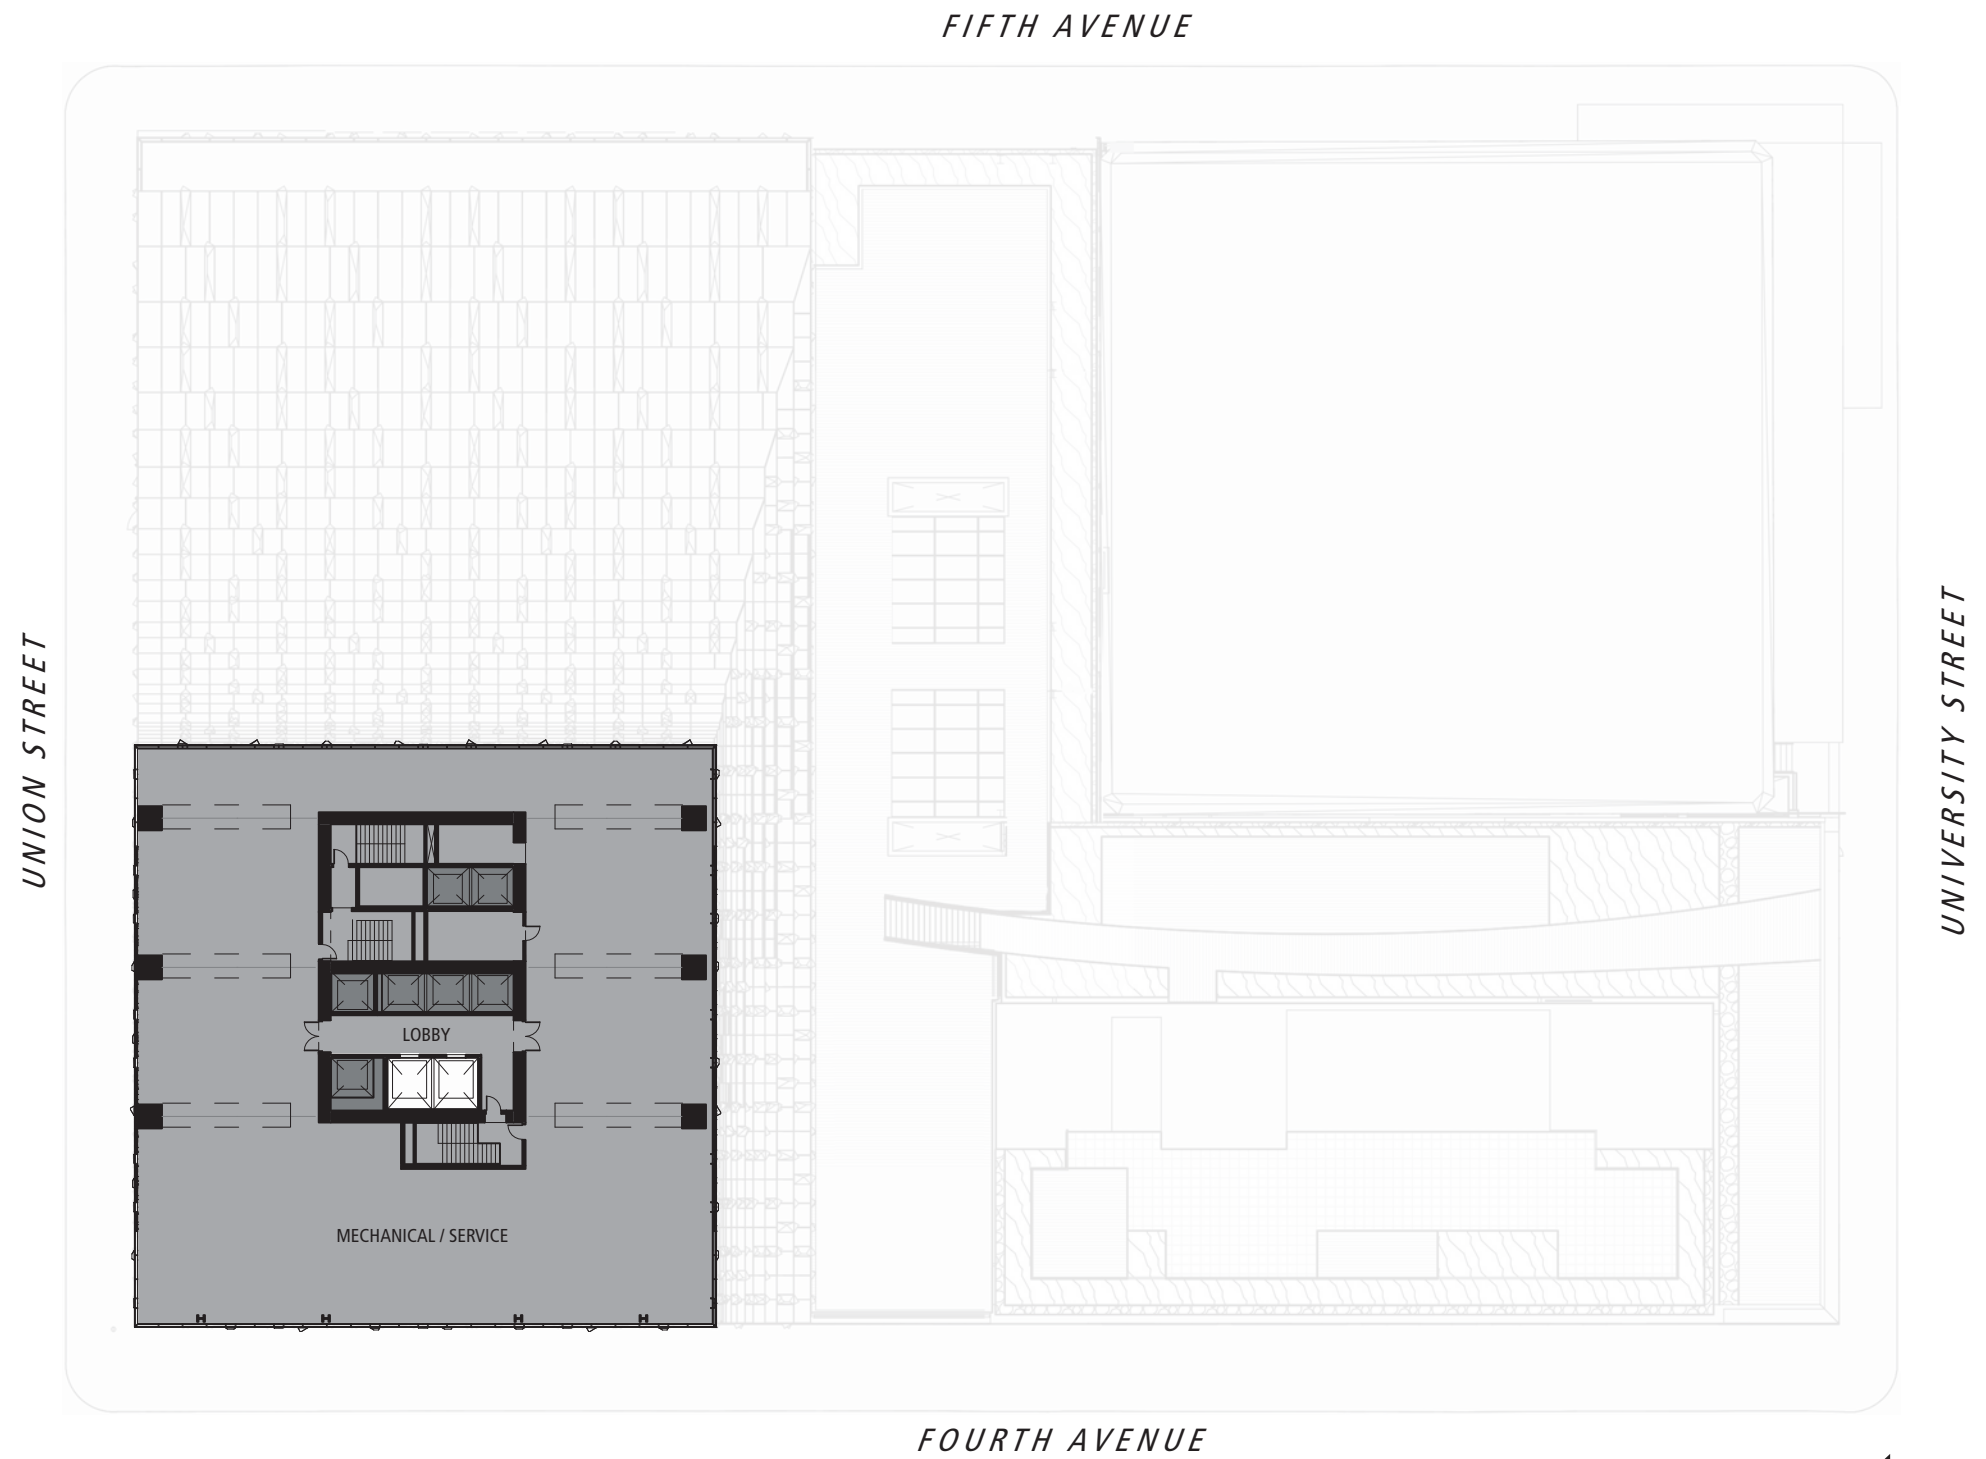 FIFTH AVENUE
UNION STREET
UNIVERSITY STREET
LOBBY
MECHANICAL / SERVICE
FOURTH AVENUE